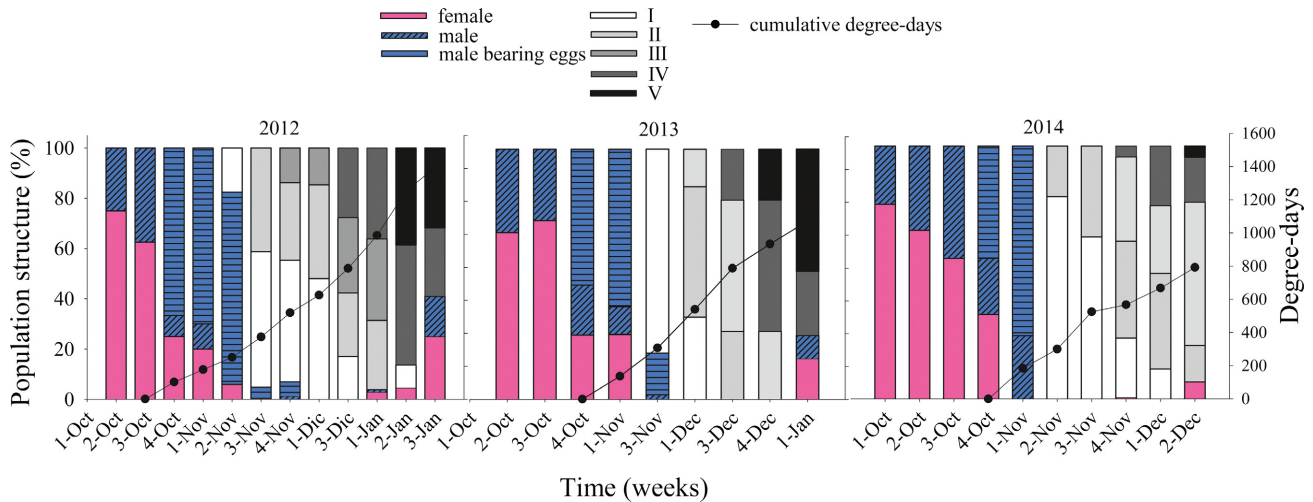 female
male
male bearing eggs
I
II
III
IV
V
cumulative degree-days
2012
2013
2014
Population structure (%)
100
80
60
40
20
0
1600
1400
1200
1000
800
600
400
200
0
Degree-days
1-Oct
2-Oct
3-Oct
4-Oct
1-Nov
2-Nov
3-Nov
4-Nov
1-Dic
3-Dic
1-Jan
2-Jan
3-Jan
1-Oct
2-Oct
3-Oct
4-Oct
1-Nov
3-Nov
1-Dec
3-Dec
4-Dec
1-Jan
1-Oct
2-Oct
3-Oct
4-Oct
1-Nov
2-Nov
3-Nov
4-Nov
1-Dec
2-Dec
Time (weeks)